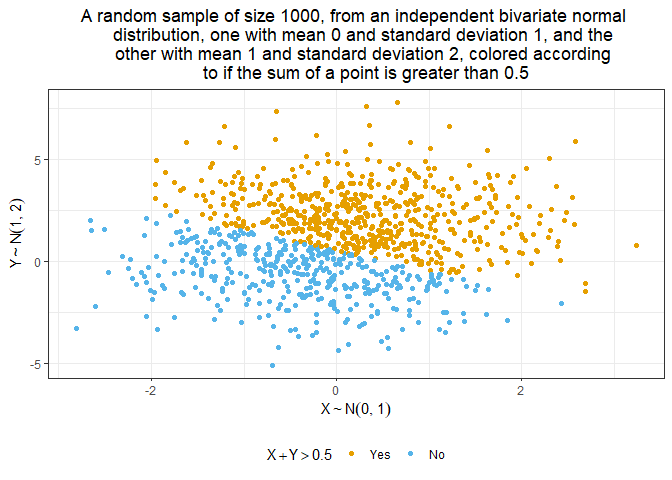 A random sample of size 1000, from an independent bivariate normal
distribution, one with mean 0 and standard deviation 1, and the
other with mean 1 and standard deviation 2, colored according
to if the sum of a point is greater than 0.5
5
0
-5
Y ~ N(1, 2)
-2 0 2
X ~ N(0, 1)
X + Y > 0.5 Yes No